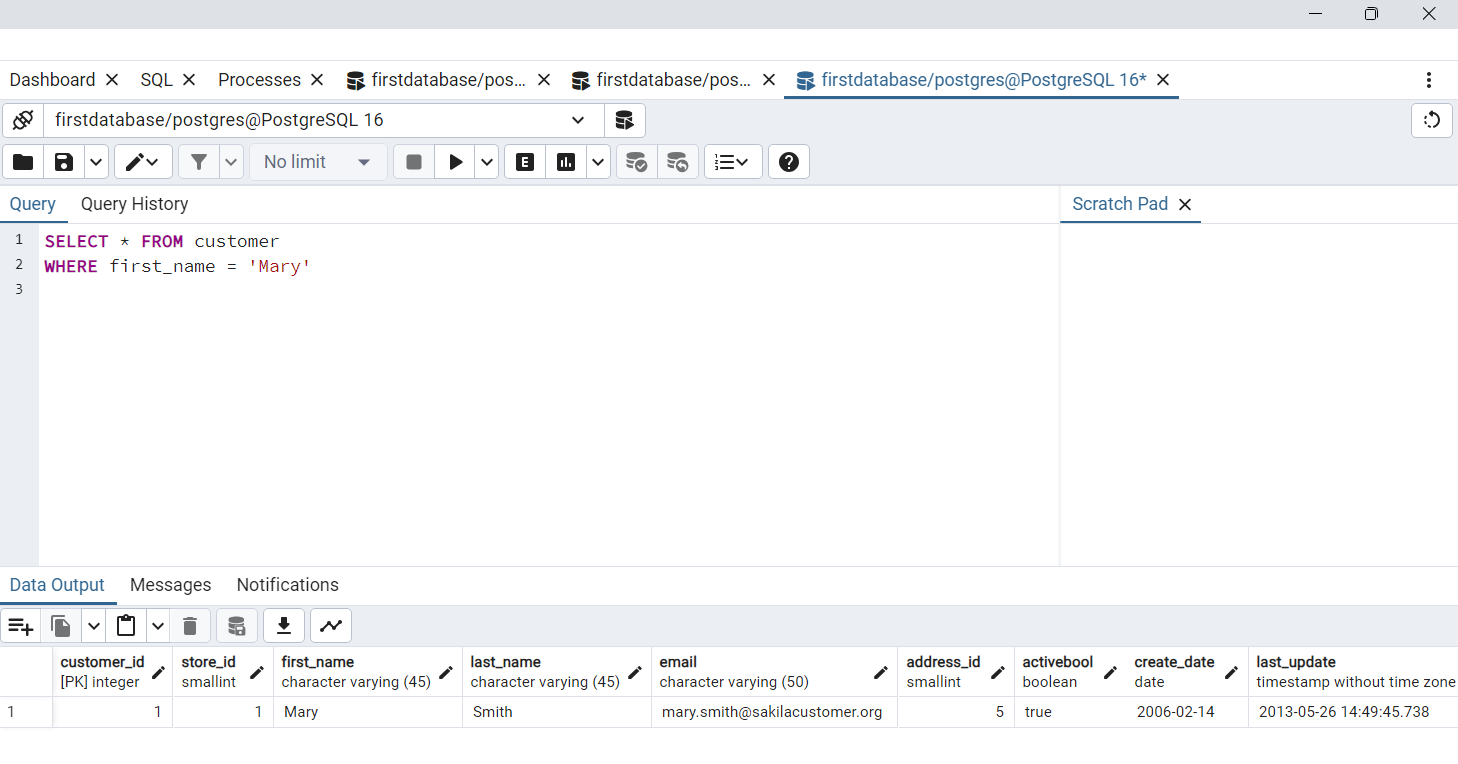 Dashboard SQL Processes firstdatabase/pos... firstdatabase/pos... firstdatabase/postgres@PostgreSQL 16*
firstdatabase/postgres@PostgreSQL 16
No limit E
Query Query History Scratch Pad
1 SELECT * FROM customer
2 WHERE first_name = 'Mary'
3
Data Output Messages Notifications
customer_id store_id first_name last_name email address_id activebool create_date last_update
[PK] integer smallint character varying (45) character varying (45) character varying (50) smallint boolean date timestamp without time zone
1 1 1 Mary Smith mary.smith@sakilacustomer.org 5 true 2006-02-14 2013-05-26 14:49:45.738